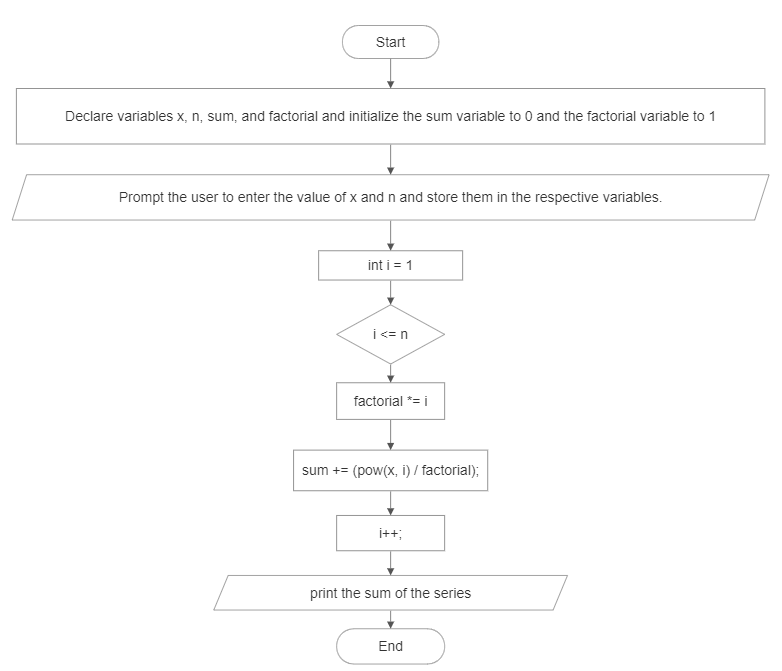 Start
Declare variables x, n, sum, and factorial and initialize the sum variable to 0 and the factorial variable to 1
Prompt the user to enter the value of x and n and store them in the respective variables.
int i = 1
i <= n
factorial *= i
sum += (pow(x, i) / factorial);
i++;
print the sum of the series
End